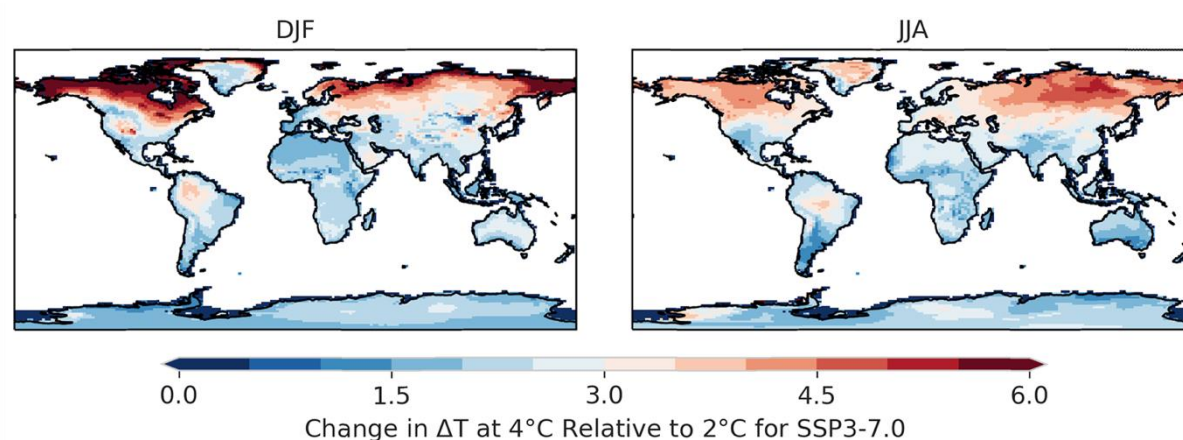 DJF
JJA
0.0 1.5 3.0 4.5 6.0
Change in ΔT at 4°C Relative to 2°C for SSP3-7.0